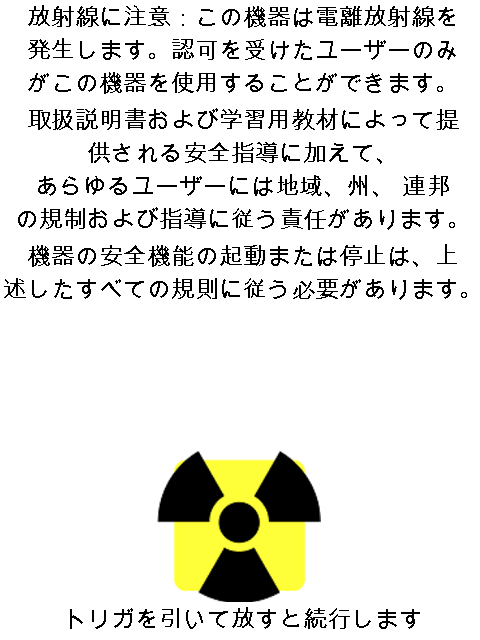 放射線に注意：この機器は電離放射線を
発生します。認可を受けたユーザーのみ
がこの機器を使用することができます。
取扱説明書および学習用教材によって提
供される安全指導に加えて、
あらゆるユーザーには地域、州、 連邦
の規制および指導に従う責任があります。
機器の安全機能の起動または停止は、上
述したすべての規則に従う必要があります。
トリガを引いて放すと続行します